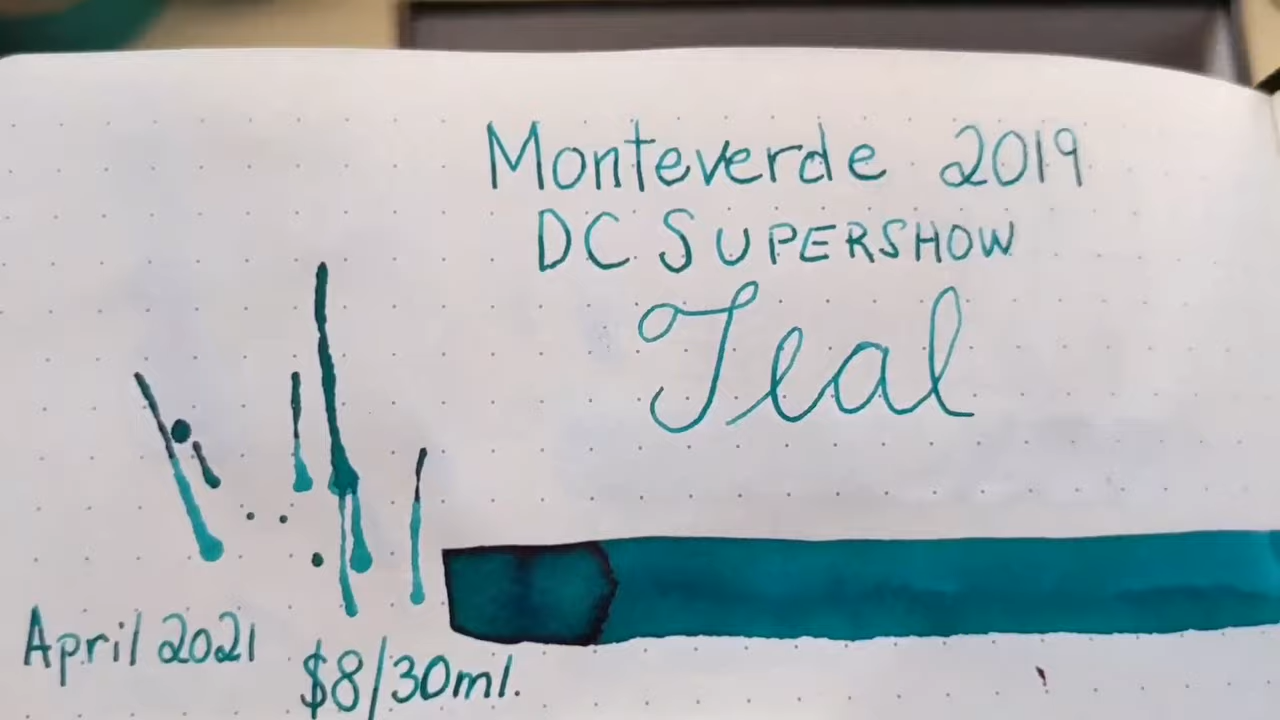 Monteverde 2019
DC SUPERSHOW
Teal
April 2021
$8/30ml.